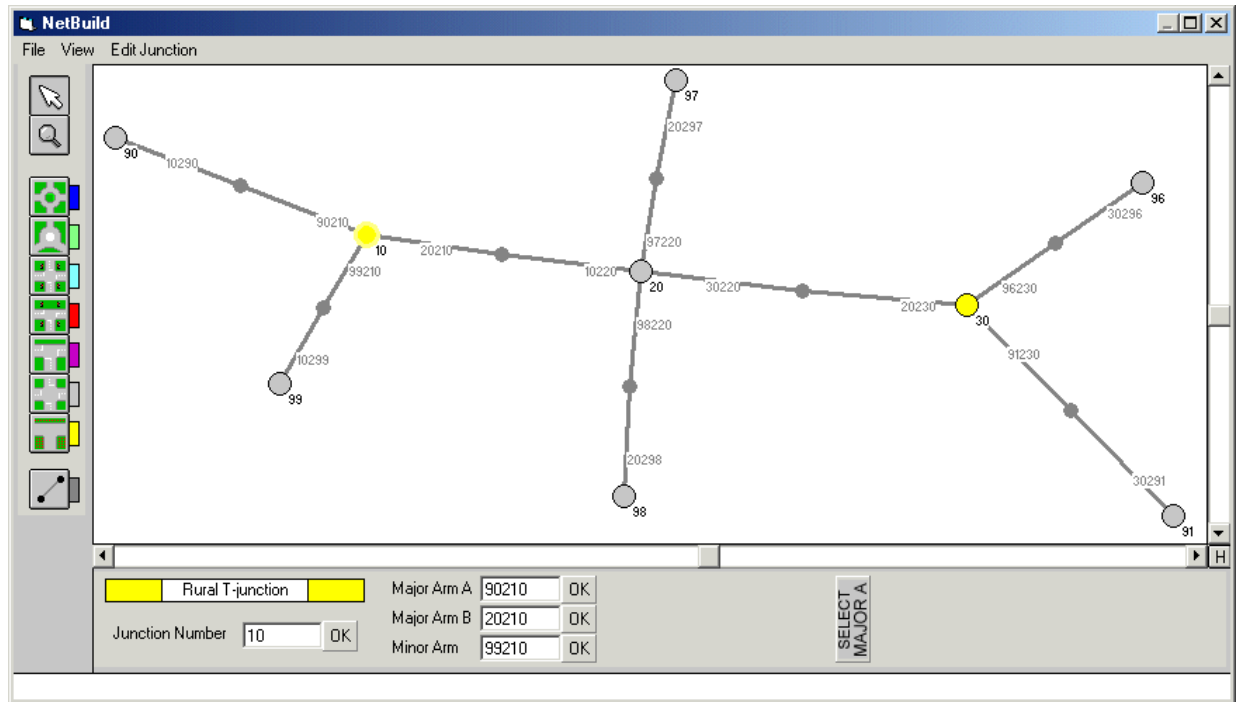 NetBuild
File View Edit Junction
97
20297
90
10290
96
30296
90210
10
20210
97220
99210
10220
20
30220
96230
20230
30
98220
91230
10299
99
20298
98
30291
91
H
Rural T-junction
Major Arm A 90210 OK
Major Arm B 20210 OK
Junction Number 10 OK
Minor Arm 99210 OK
SELECT
MAJOR A